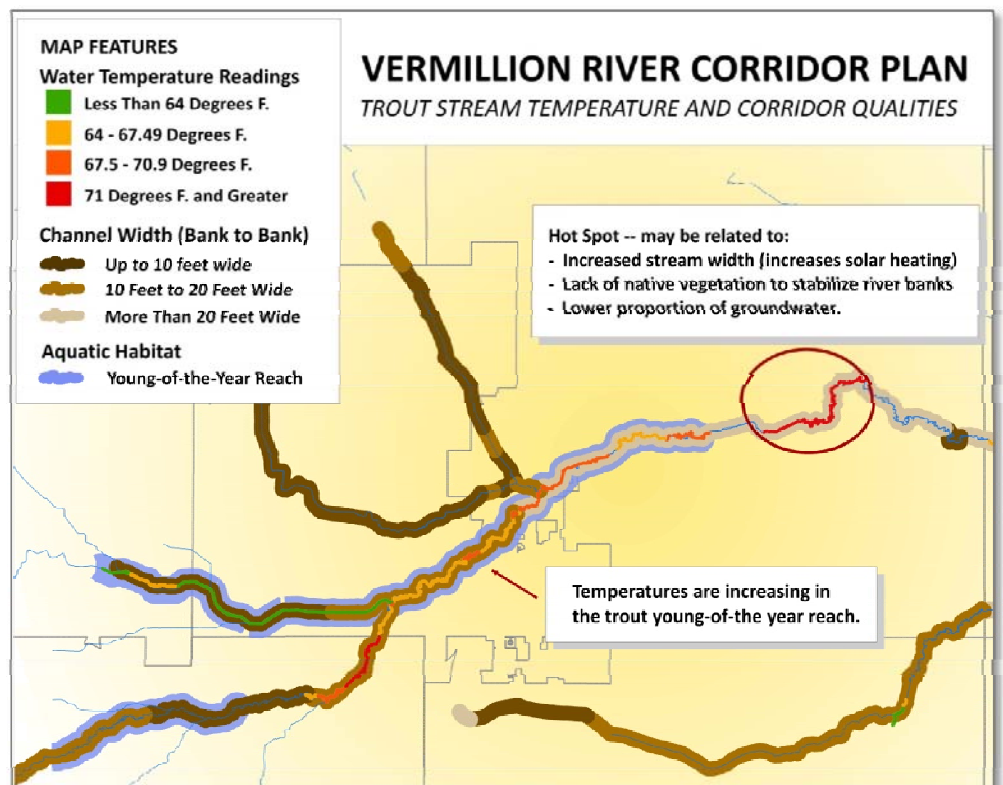 MAP FEATURES
Water Temperature Readings
Less Than 64 Degrees F.
64 - 67.49 Degrees F.
67.5 - 70.9 Degrees F.
71 Degrees F. and Greater
Channel Width (Bank to Bank)
Up to 10 feet wide
10 Feet to 20 Feet Wide
More Than 20 Feet Wide
Aquatic Habitat
Young-of-the-Year Reach
VERMILLION RIVER CORRIDOR PLAN
TROUT STREAM TEMPERATURE AND CORRIDOR QUALITIES
Hot Spot -- may be related to:
- Increased stream width (increases solar heating)
- Lack of native vegetation to stabilize river banks
- Lower proportion of groundwater.
Temperatures are increasing in
the trout young-of-the year reach.